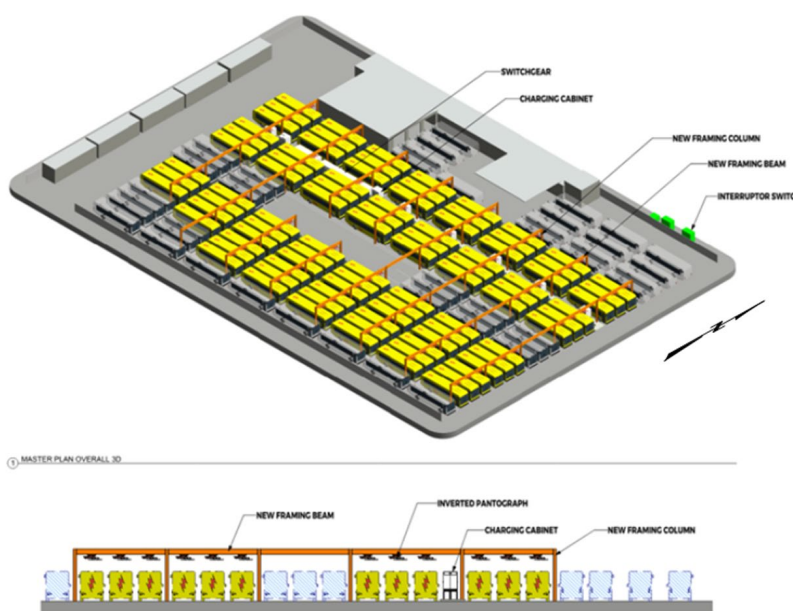 SWITCHGEAR
CHARGING CABINET
NEW FRAMING COLUMN
NEW FRAMING BEAM
INTERRUPTOR SWITC
N
1 MASTER PLAN OVERALL 3D
INVERTED PANTOGRAPH
NEW FRAMING BEAM
CHARGING CABINET
NEW FRAMING COLUMN